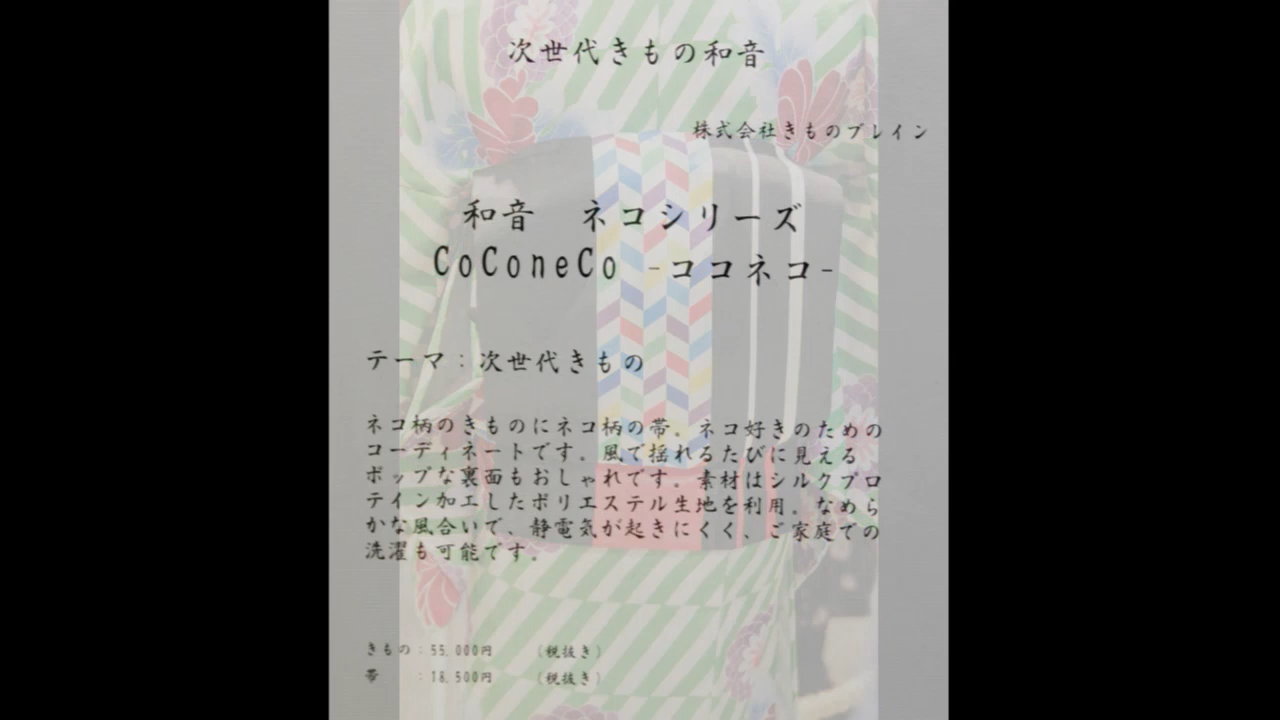 次世代きもの和音
株式会社きものブレイン
和音　ネコシリーズ
CoConeCo -ココネコ-
テーマ：次世代きもの
ネコ柄のきものにネコ柄の帯。ネコ好きのための
コーディネートです。風で揺れるたびに見える
ポップな裏面もおしゃれです。素材はシルクプロ
テイン加工したポリエステル生地を利用。なめら
かな風合いで、静電気が起きにくく、ご家庭での
洗濯も可能です。
きもの：55,000円　（税抜き）
帯　：18,500円　（税抜き）